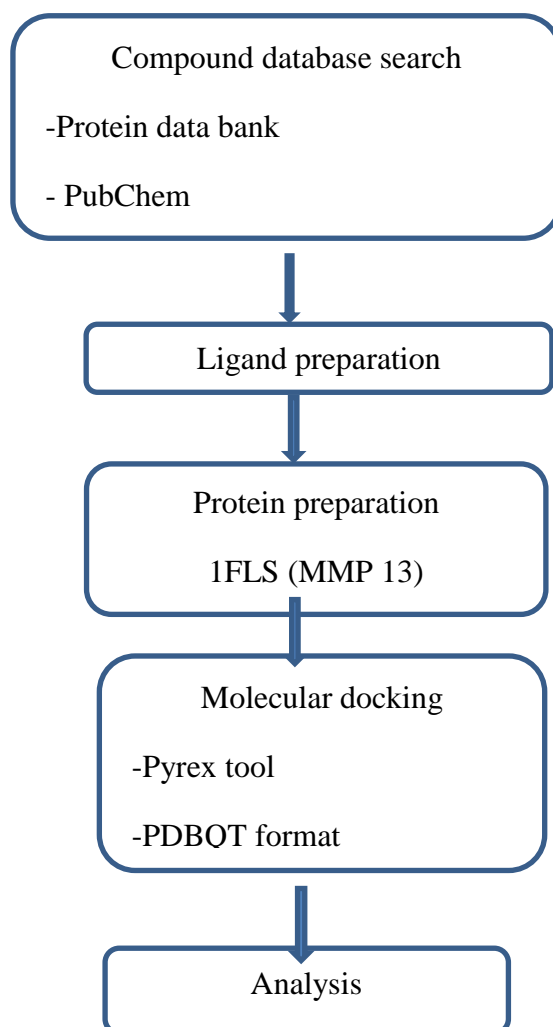 Compound database search
-Protein data bank
- PubChem
Ligand preparation
Protein preparation
1FLS (MMP 13)
Molecular docking
-Pyrex tool
-PDBQT format
Analysis